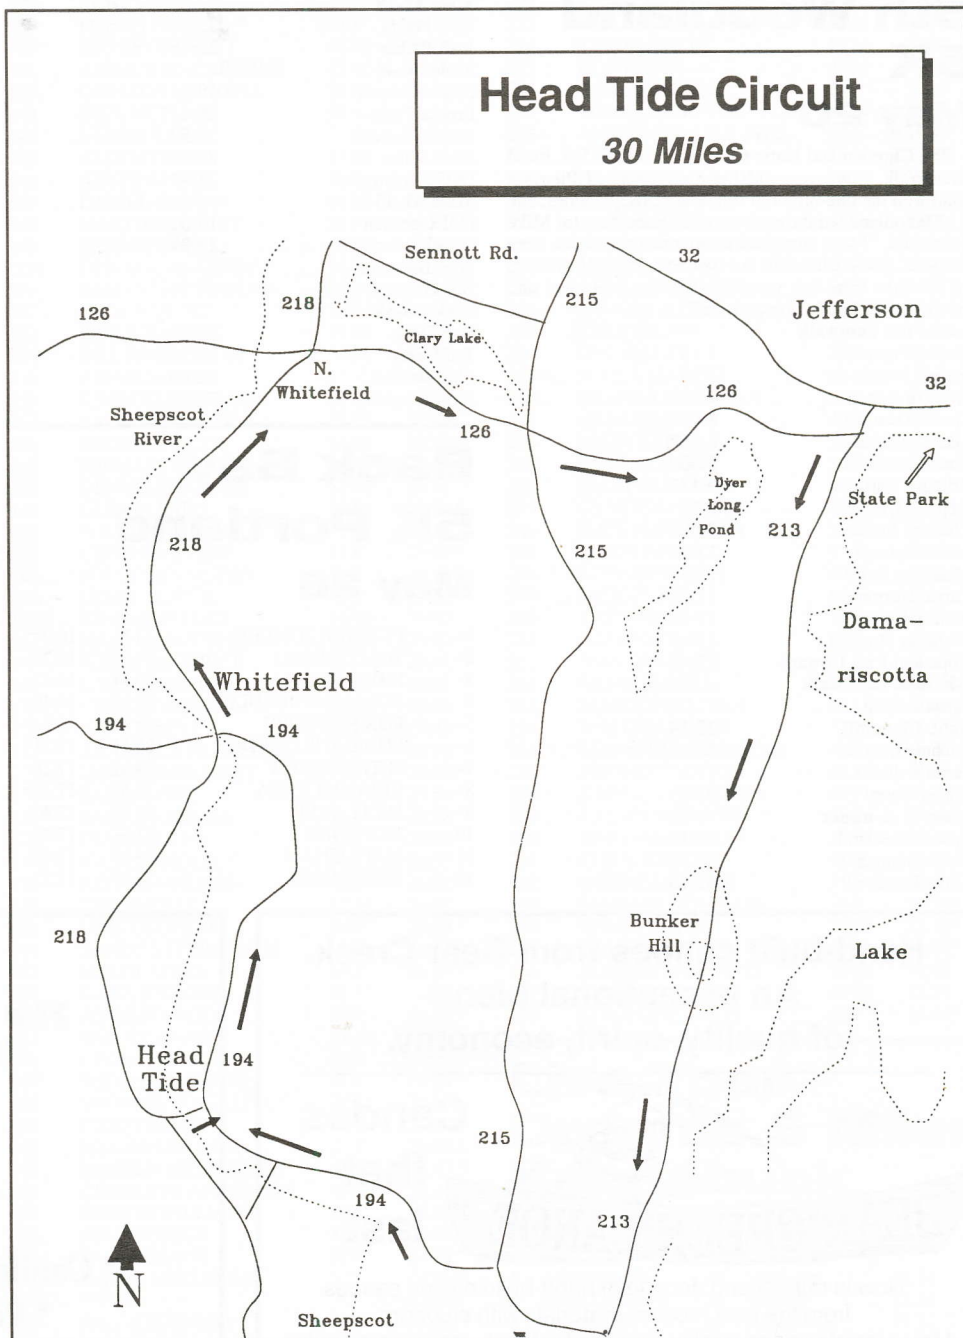 Head Tide Circuit
30 Miles
Sennott Rd.
32
218
215
Jefferson
126
Clary Lake
N.
Whitefield
126
32
Sheepscot
River
126
Dyer
Long
Pond
State Park
213
218
215
Dama-
riscotta
Whitefield
194
194
Bunker
Hill
218
Lake
Head
Tide
194
215
194
213
N
Sheepscot